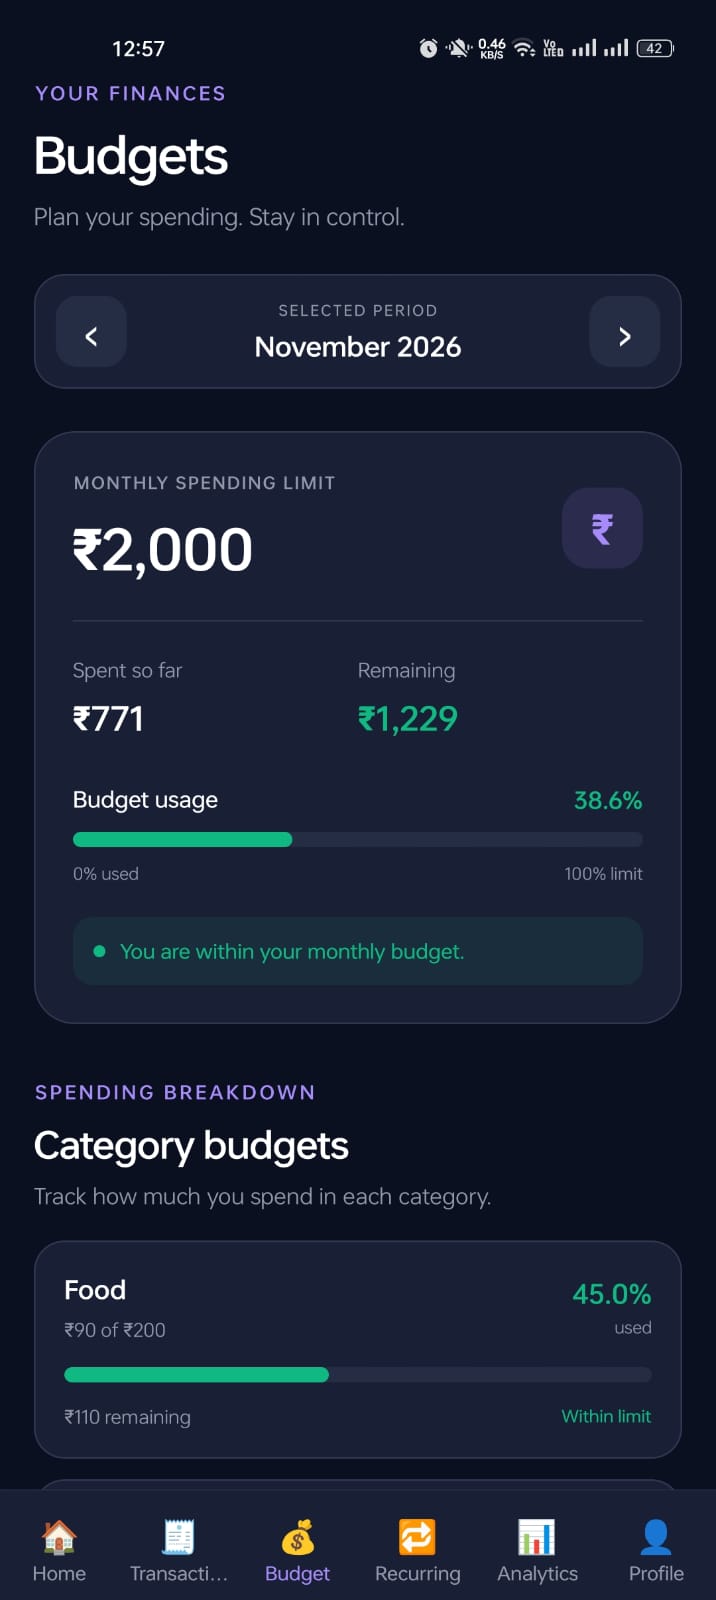 12:57
0.46 KB/S
Vo LTED
42
YOUR FINANCES
Budgets
Plan your spending. Stay in control.
SELECTED PERIOD
<
November 2026
>
MONTHLY SPENDING LIMIT
₹2,000
₹
Spent so far
Remaining
₹771
₹1,229
Budget usage
38.6%
0% used
100% limit
You are within your monthly budget.
SPENDING BREAKDOWN
Category budgets
Track how much you spend in each category.
Food
45.0%
₹90 of ₹200
used
₹110 remaining
Within limit
Home
Transacti...
Budget
Recurring
Analytics
Profile